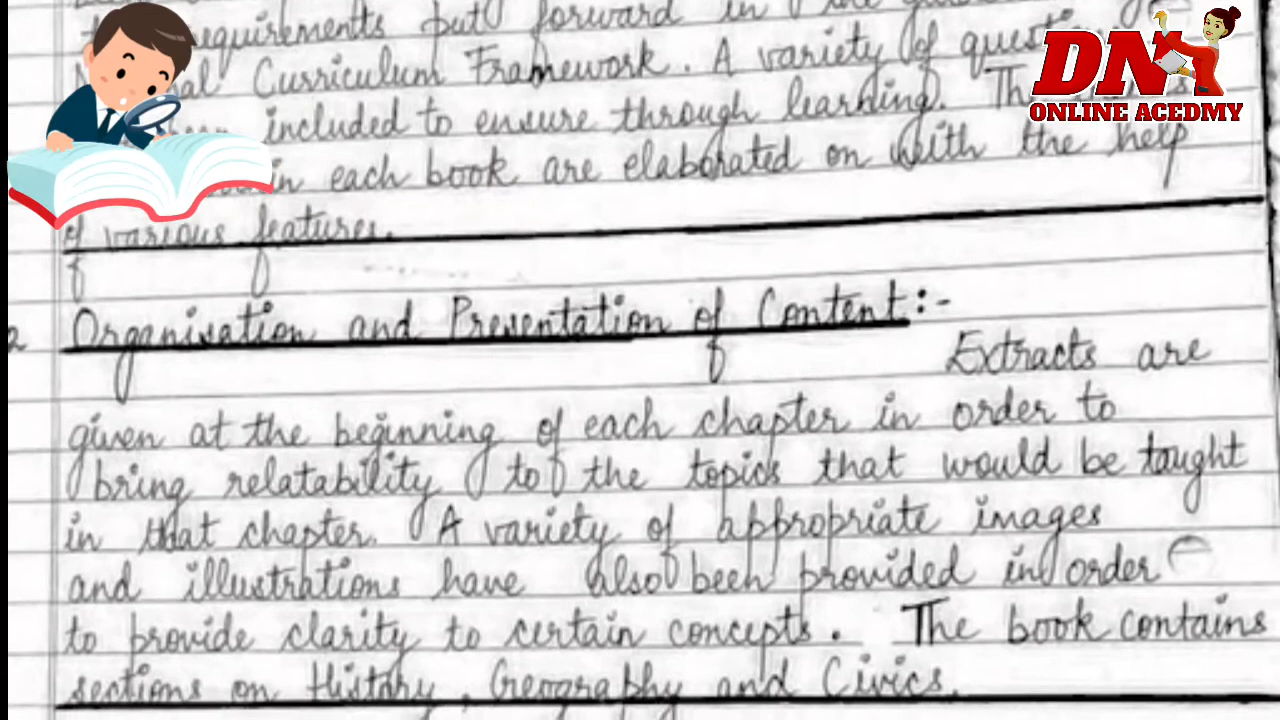 requirements put forward in the
Curriculum Framework. A variety of
included to ensure through learning.
in each book are elaborated on with the help
of various features.
Organisation and Presentation of Content :-
Extracts are
given at the beginning of each chapter in order to
bring relatability to the topics that would be taught
in that chapter. A variety of appropriate images
and illustrations have also been provided in order
to provide clarity to certain concepts. The book contains
sections on History, Geography and Civics.
DN
ONLINE ACEDMY